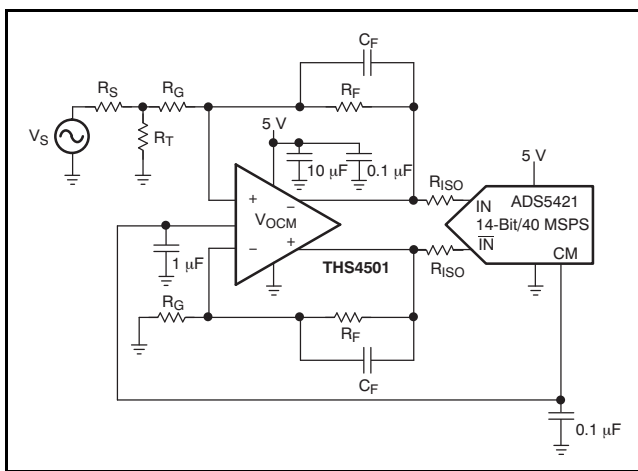 C_F
R_S
R_G
R_F
V_S
R_T
5 V
10 µF
0.1 µF
5 V
R_ISO
+
−
V_OCM
−
+
IN
ADS5421
14-Bit/40 MSPS
IN
CM
1 µF
THS4501
R_ISO
R_G
R_F
C_F
0.1 µF